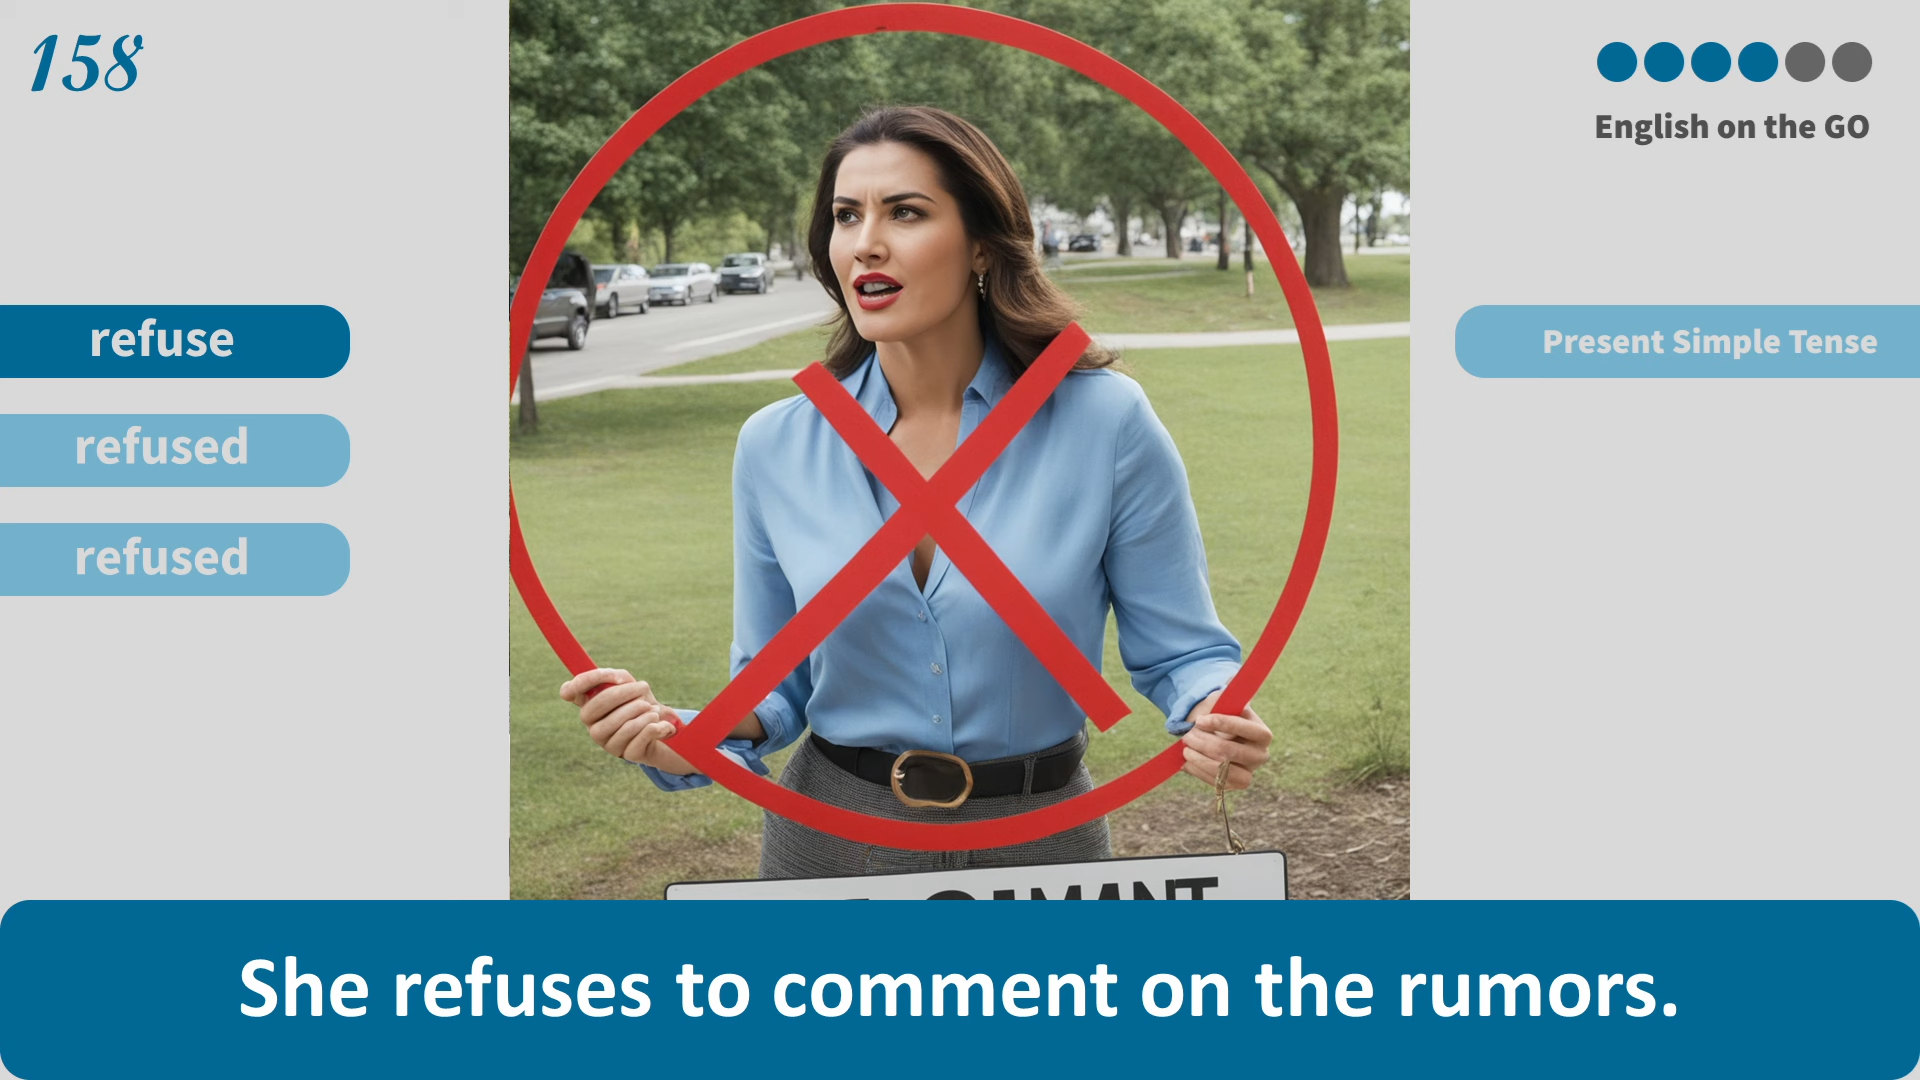 158
English on the GO
refuse
refused
refused
Present Simple Tense
She refuses to comment on the rumors.